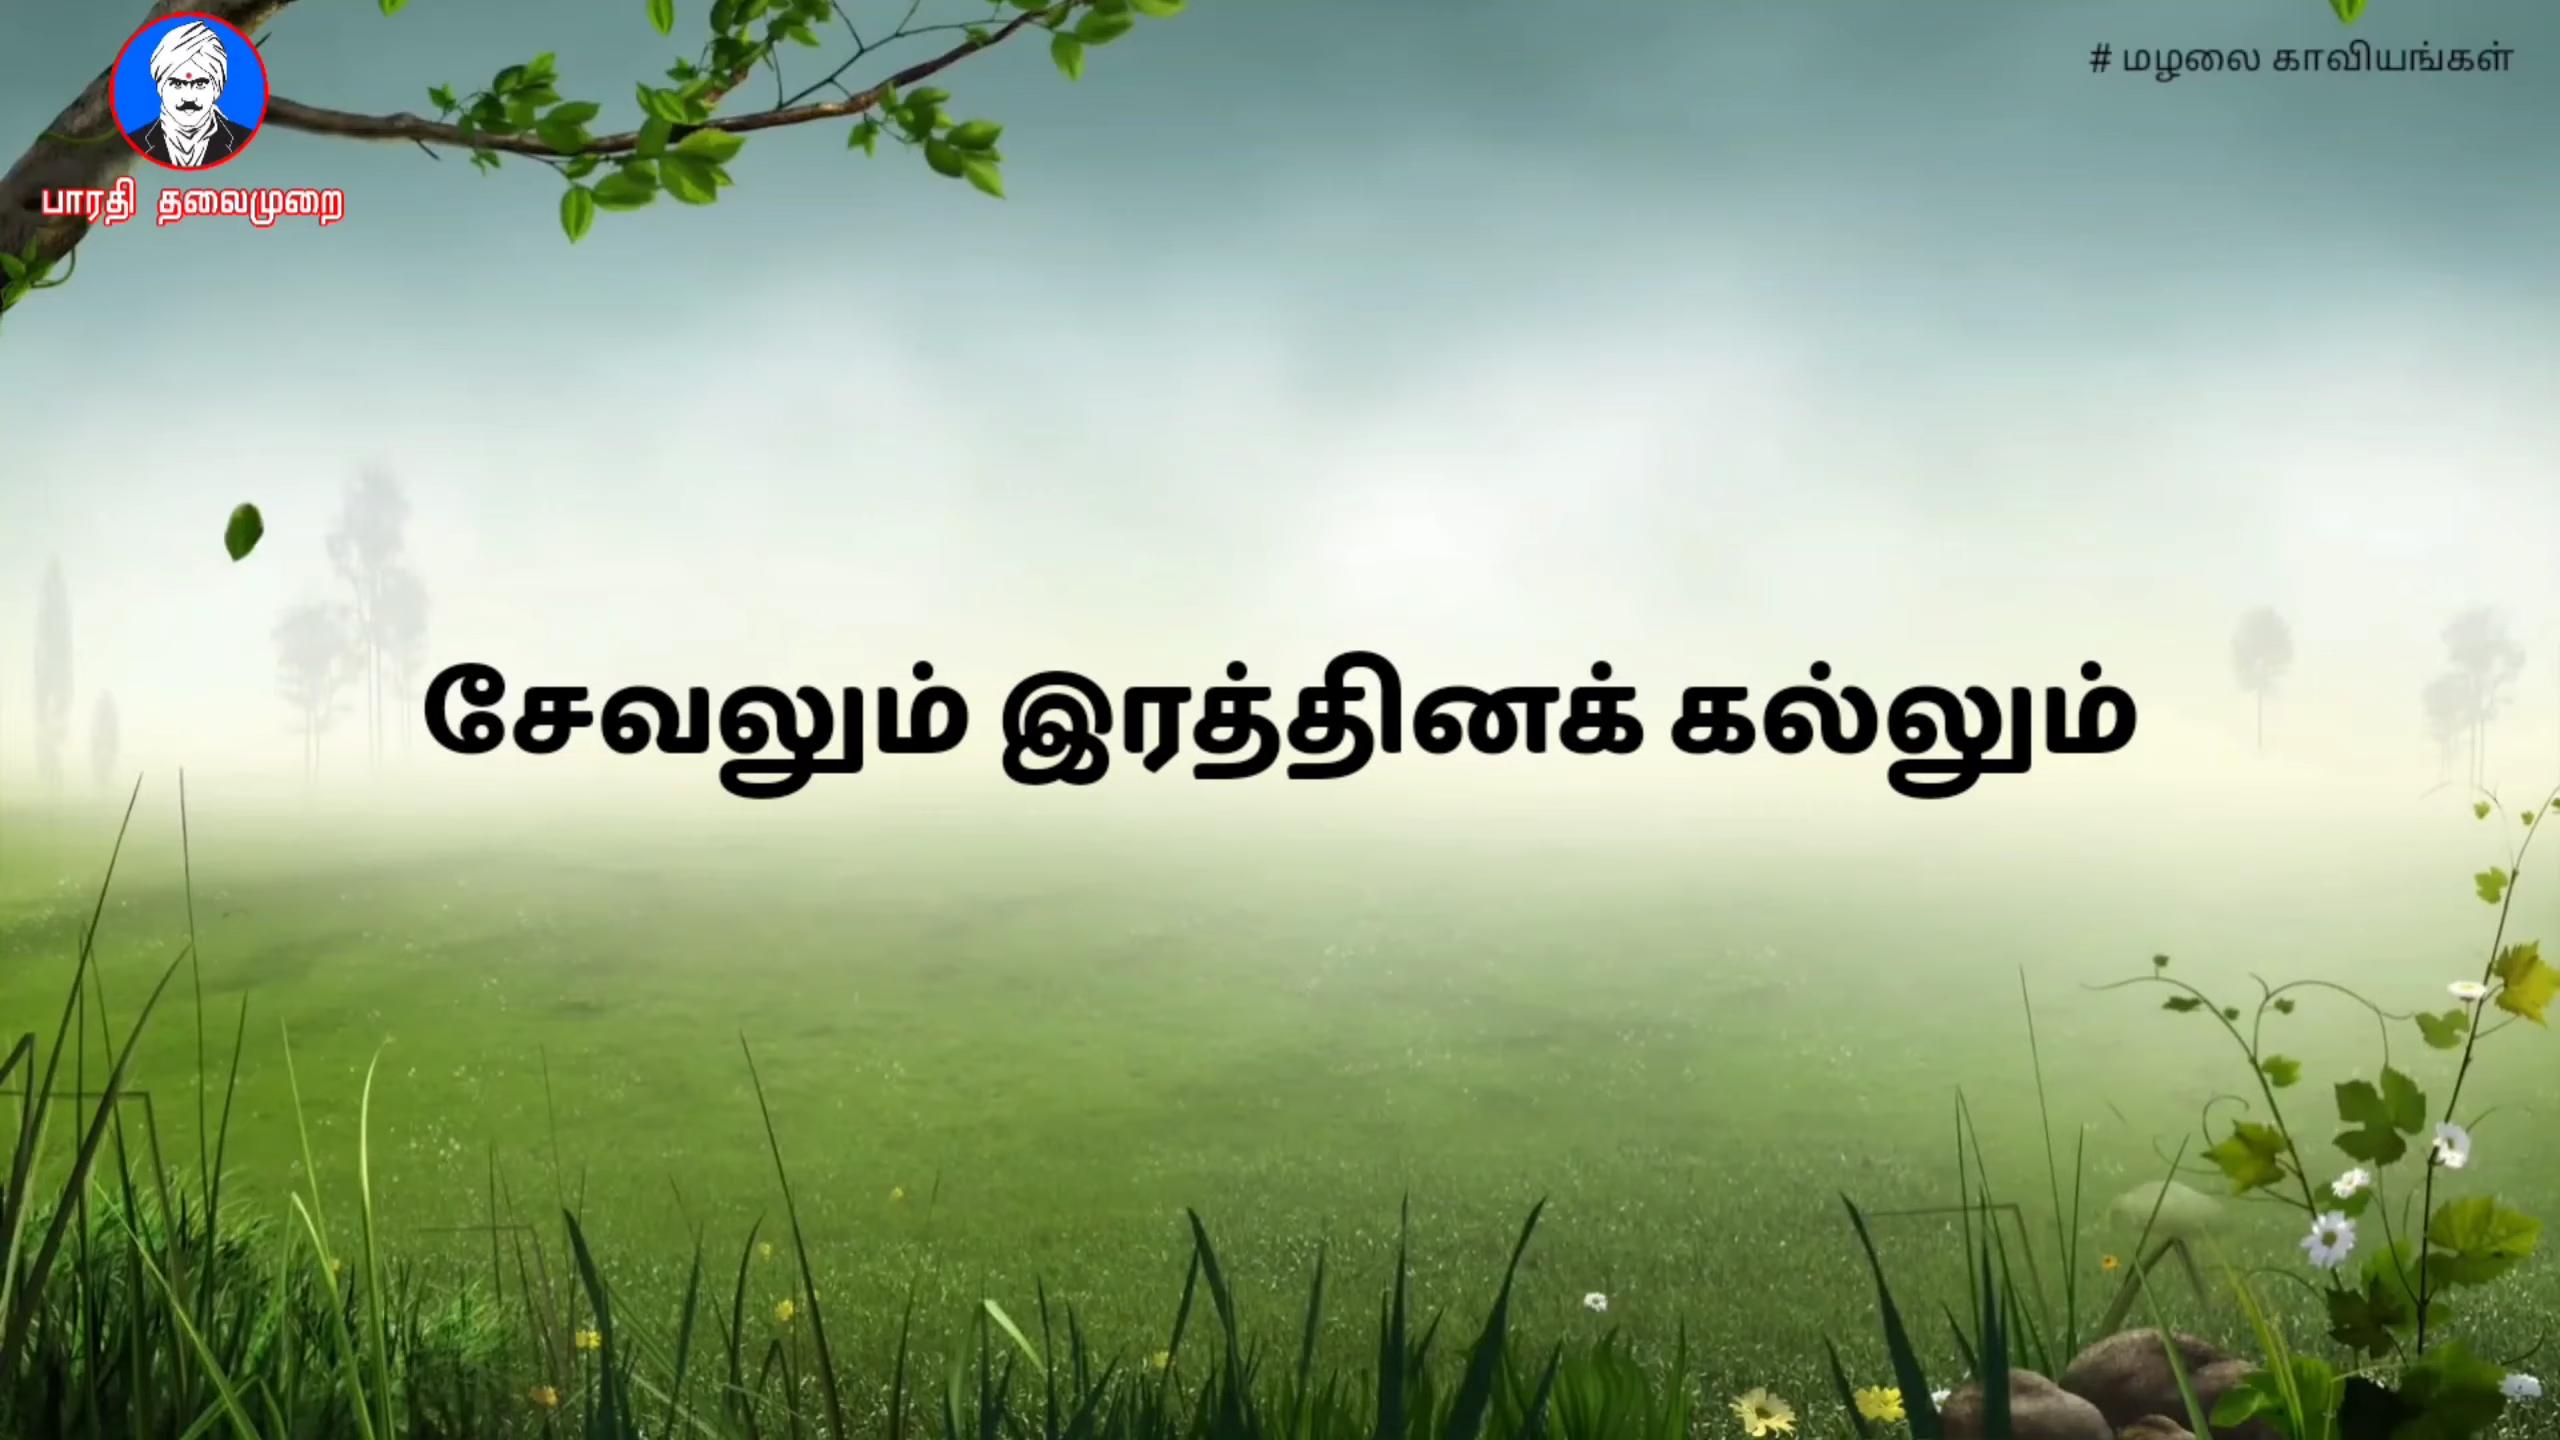 # மழலை காவியங்கள்
பாரதி தலைமுறை
சேவலும் இரத்தினக் கல்லும்